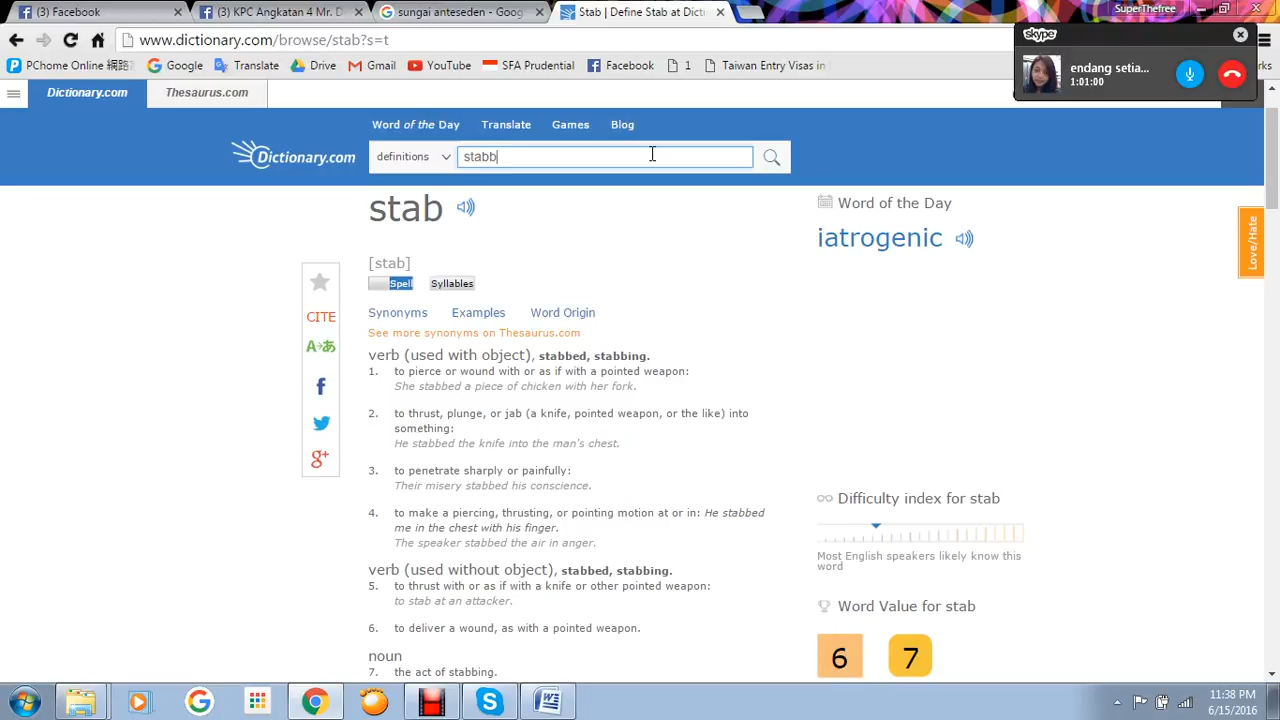 (3) Facebook
(3) KPC Angkatan 4 Mr. D
sungai anteseden - Goog
Stab | Define Stab at Dicti
SuperThefree
www.dictionary.com/browse/stab?s=t
skype
endang setia...
1:01:00
PChome Online
Google
Translate
Drive
Gmail
YouTube
SFA Prudential
Facebook
1
Taiwan Entry Visas in
rks
Dictionary.com
Thesaurus.com
Word of the Day
Translate
Games
Blog
Dictionary.com
definitions
stabb
stab
Word of the Day
iatrogenic
Love/Hate
[stab]
Spell
Syllables
CITE
Synonyms
Examples
Word Origin
See more synonyms on Thesaurus.com
A→あ
verb (used with object), stabbed, stabbing.
1. to pierce or wound with or as if with a pointed weapon:
She stabbed a piece of chicken with her fork.
2. to thrust, plunge, or jab (a knife, pointed weapon, or the like) into
something:
He stabbed the knife into the man's chest.
3. to penetrate sharply or painfully:
Their misery stabbed his conscience.
4. to make a piercing, thrusting, or pointing motion at or in: He stabbed
me in the chest with his finger.
The speaker stabbed the air in anger.
verb (used without object), stabbed, stabbing.
5. to thrust with or as if with a knife or other pointed weapon:
to stab at an attacker.
6. to deliver a wound, as with a pointed weapon.
noun
7. the act of stabbing.
Difficulty index for stab
Most English speakers likely know this
word
Word Value for stab
6
7
11:38 PM
6/15/2016